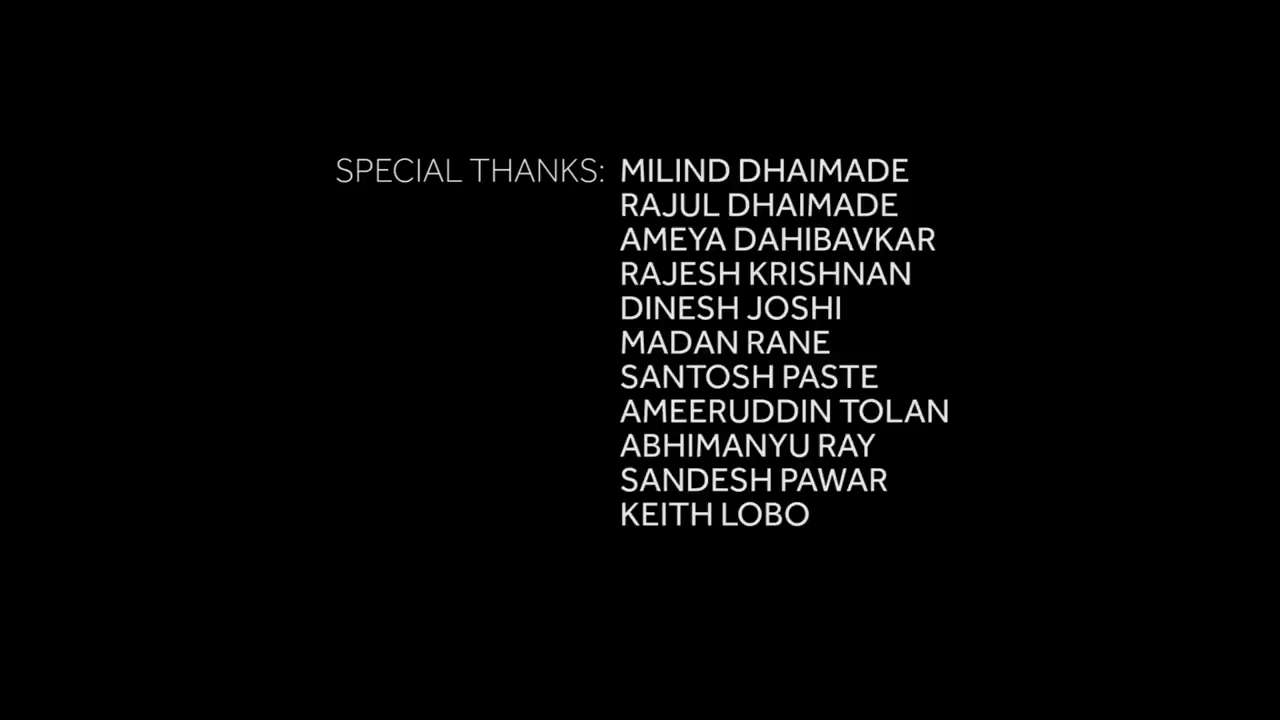 SPECIAL THANKS: MILIND DHAIMADE
RAJUL DHAIMADE
AMEYA DAHIBAVKAR
RAJESH KRISHNAN
DINESH JOSHI
MADAN RANE
SANTOSH PASTE
AMEERUDDIN TOLAN
ABHIMANYU RAY
SANDESH PAWAR
KEITH LOBO